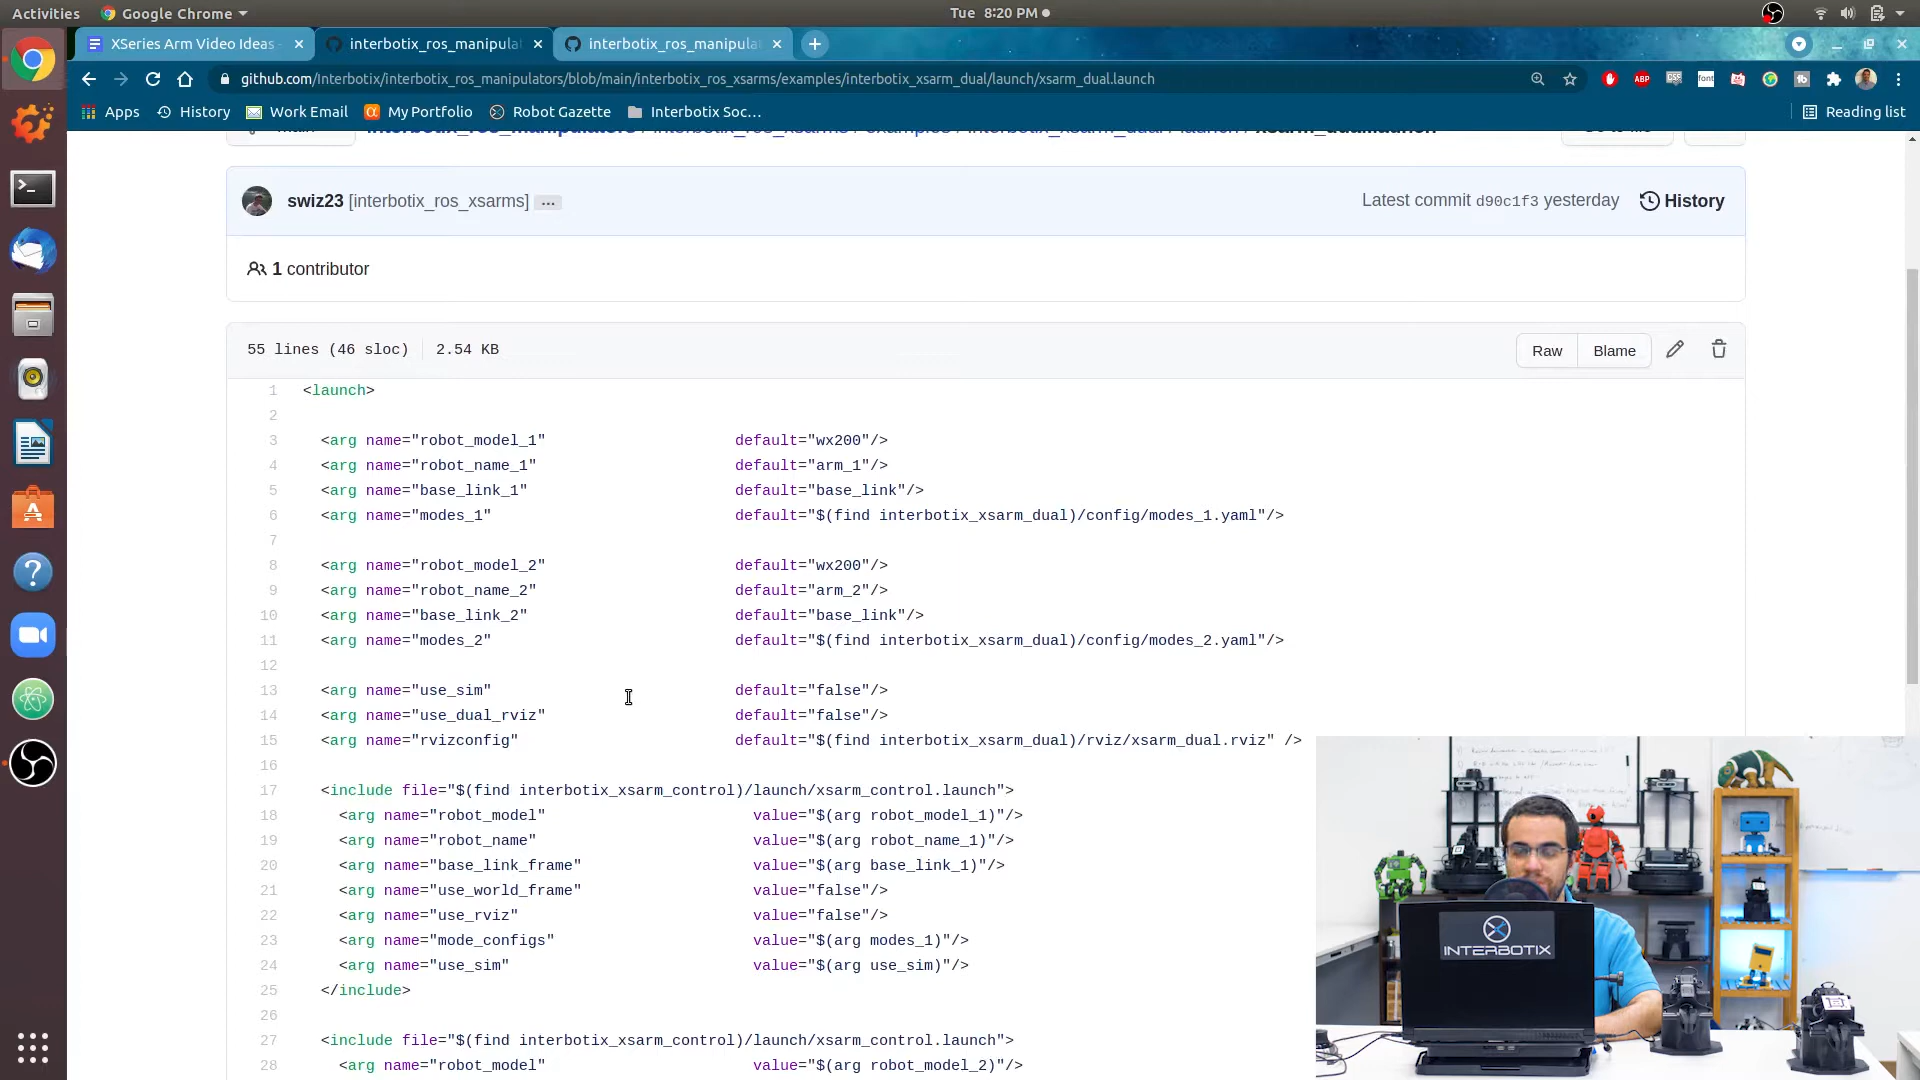 Activities Google Chrome Tue 8:20 PM
XSeries Arm Video Ideas - interbotix_ros_manipulat interbotix_ros_manipulat
github.com/Interbotix/interbotix_ros_manipulators/blob/main/interbotix_ros_xsarms/examples/interbotix_xsarm_dual/launch/xsarm_dual.launch
Apps History Work Email My Portfolio Robot Gazette Interbotix Soc... Reading list
main interbotix_ros_manipulators / interbotix_ros_xsarms / examples / interbotix_xsarm_dual / launch / xsarm_dual.launch Go to file
swiz23 [interbotix_ros_xsarms] ... Latest commit d90c1f3 yesterday History
1 contributor
55 lines (46 sloc) 2.54 KB Raw Blame
1 <launch>
2
3 <arg name="robot_model_1" default="wx200"/>
4 <arg name="robot_name_1" default="arm_1"/>
5 <arg name="base_link_1" default="base_link"/>
6 <arg name="modes_1" default="$(find interbotix_xsarm_dual)/config/modes_1.yaml"/>
7
8 <arg name="robot_model_2" default="wx200"/>
9 <arg name="robot_name_2" default="arm_2"/>
10 <arg name="base_link_2" default="base_link"/>
11 <arg name="modes_2" default="$(find interbotix_xsarm_dual)/config/modes_2.yaml"/>
12
13 <arg name="use_sim" default="false"/>
14 <arg name="use_dual_rviz" default="false"/>
15 <arg name="rvizconfig" default="$(find interbotix_xsarm_dual)/rviz/xsarm_dual.rviz" />
16
17 <include file="$(find interbotix_xsarm_control)/launch/xsarm_control.launch">
18 <arg name="robot_model" value="$(arg robot_model_1)"/>
19 <arg name="robot_name" value="$(arg robot_name_1)"/>
20 <arg name="base_link_frame" value="$(arg base_link_1)"/>
21 <arg name="use_world_frame" value="false"/>
22 <arg name="use_rviz" value="false"/>
23 <arg name="mode_configs" value="$(arg modes_1)"/>
24 <arg name="use_sim" value="$(arg use_sim)"/>
25 </include>
26
27 <include file="$(find interbotix_xsarm_control)/launch/xsarm_control.launch">
28 <arg name="robot_model" value="$(arg robot_model_2)"/>
INTERBOTIX